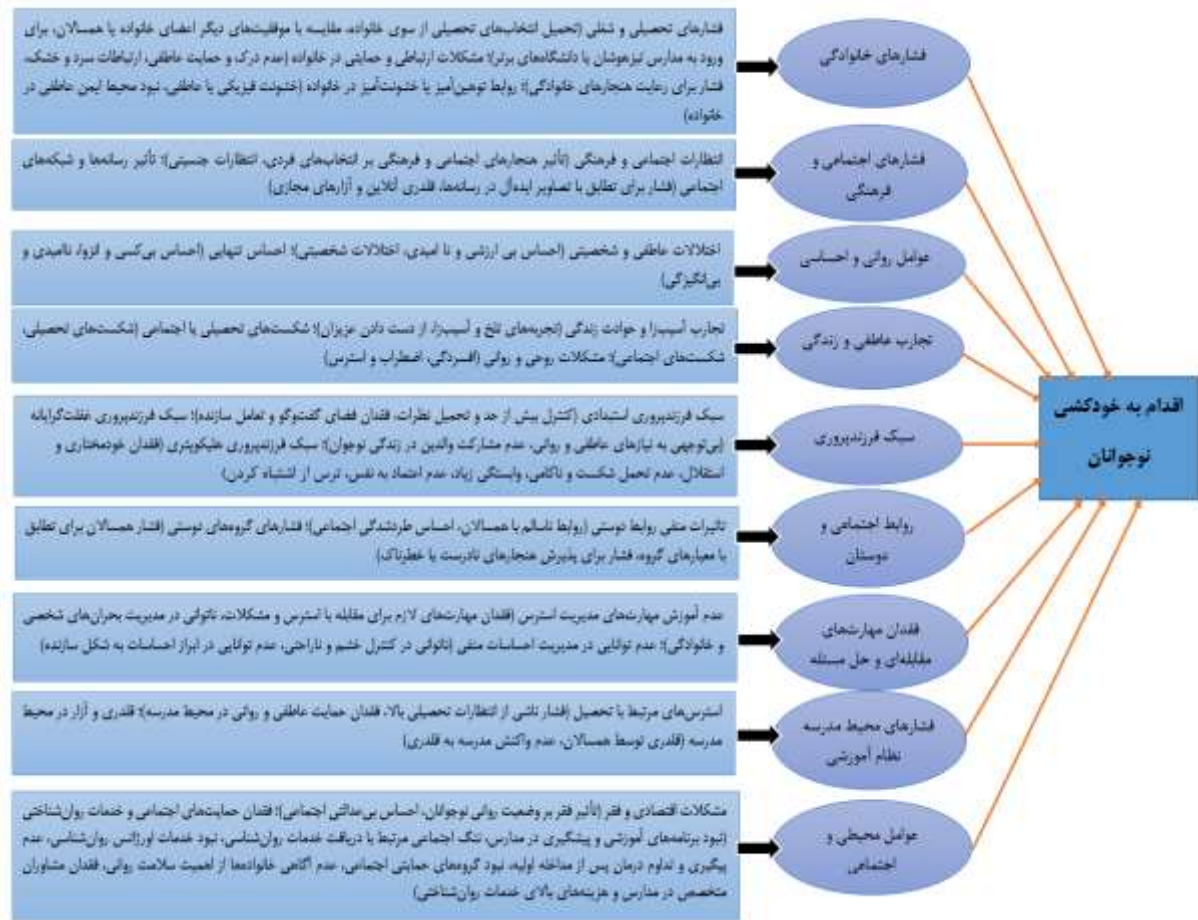 فشارهای تحصیلی و شغلی (تحمیل انتخاب‌های تحصیلی از سوی خانواده، مقایسه با موفقیت‌های دیگر اعضای خانواده یا همسالان، برای
ورود به مدارس تیزهوشان یا دانشگاه‌های برتر)؛ مشکلات ارتباطی و حمایتی در خانواده (عدم درک و حمایت عاطفی، ارتباطات سرد و خشک،
فشار برای رعایت هنجارهای خانوادگی)؛ روابط توهین‌آمیز یا خشونت‌آمیز در خانواده (خشونت فیزیکی یا عاطفی، نبود محیط ایمن عاطفی در
خانواده)
فشارهای خانوادگی
انتظارات اجتماعی و فرهنگی (تأثیر هنجارهای اجتماعی و فرهنگی بر انتخاب‌های فردی، انتظارات جنسیتی)؛ تأثیر رسانه‌ها و شبکه‌های
اجتماعی (فشار برای تطابق با تصاویر ایده‌آل در رسانه‌ها، قلدری آنلاین و آزارهای مجازی)
فشارهای اجتماعی و
فرهنگی
اختلالات عاطفی و شخصیتی (احساس بی ارزشی و نا امیدی، اختلالات شخصیتی)؛ احساس تنهایی (احساس بی‌کسی و انزوا، ناامیدی و
بی‌انگیزگی)
عوامل روانی و احساسی
تجارب آسیب‌زا و حوادث زندگی (تجربه‌های تلخ و آسیب‌زا، از دست دادن عزیزان)؛ شکست‌های تحصیلی یا اجتماعی (شکست‌های تحصیلی،
شکست‌های اجتماعی)؛ مشکلات روحی و روانی (افسردگی، اضطراب و استرس)
تجارب عاطفی و زندگی
سبک فرزندپروری استبدادی (کنترل بیش از حد و تحمیل نظرات، فقدان فضای گفت‌وگو و تعامل سازنده)؛ سبک فرزندپروری غفلت‌گرایانه
(بی‌توجهی به نیازهای عاطفی و روانی، عدم مشارکت والدین در زندگی نوجوان)؛ سبک فرزندپروری هلیکوپتری (فقدان خودمختاری و
استقلال، عدم تحمل شکست و ناکامی، وابستگی زیاد، عدم اعتماد به نفس، ترس از اشتباه کردن)
سبک فرزندپروری
اقدام به خودکشی
نوجوانان
تاثیرات منفی روابط دوستی (روابط ناسالم با همسالان، احساس طردشدگی اجتماعی)؛ فشارهای گروه‌های دوستی (فشار همسالان برای تطابق
با معیارهای گروه، فشار برای پذیرش هنجارهای نادرست یا خطرناک)
روابط اجتماعی و
دوستان
عدم آموزش مهارت‌های مدیریت استرس (فقدان مهارت‌های لازم برای مقابله با استرس و مشکلات، ناتوانی در مدیریت بحران‌های شخصی
و خانوادگی)؛ عدم توانایی در مدیریت احساسات منفی (ناتوانی در کنترل خشم و ناراحتی، عدم توانایی در ابراز احساسات به شکل سازنده)
فقدان مهارت‌های
مقابله‌ای و حل مسئله
استرس‌های مرتبط با تحصیل (فشار ناشی از انتظارات تحصیلی بالا، فقدان حمایت عاطفی و روانی در محیط مدرسه)؛ قلدری و آزار در محیط
مدرسه (قلدری توسط همسالان، عدم واکنش مدرسه به قلدری)
فشارهای محیط مدرسه
نظام آموزشی
مشکلات اقتصادی و فقر (تأثیر فقر بر وضعیت روانی نوجوانان، احساس بی‌عدالتی اجتماعی)؛ فقدان حمایت‌های اجتماعی و خدمات روان‌شناختی
(نبود برنامه‌های آموزشی و پیشگیری در مدارس، ننگ اجتماعی مرتبط با دریافت خدمات روان‌شناسی، نبود خدمات اورژانس روان‌شناسی، عدم
پیگیری و تداوم درمان پس از مداخله اولیه، نبود گروه‌های حمایتی اجتماعی، عدم آگاهی خانواده‌ها از اهمیت سلامت روانی، فقدان مشاوران
متخصص در مدارس و هزینه‌های بالای خدمات روان‌شناختی)
عوامل محیطی و
اجتماعی